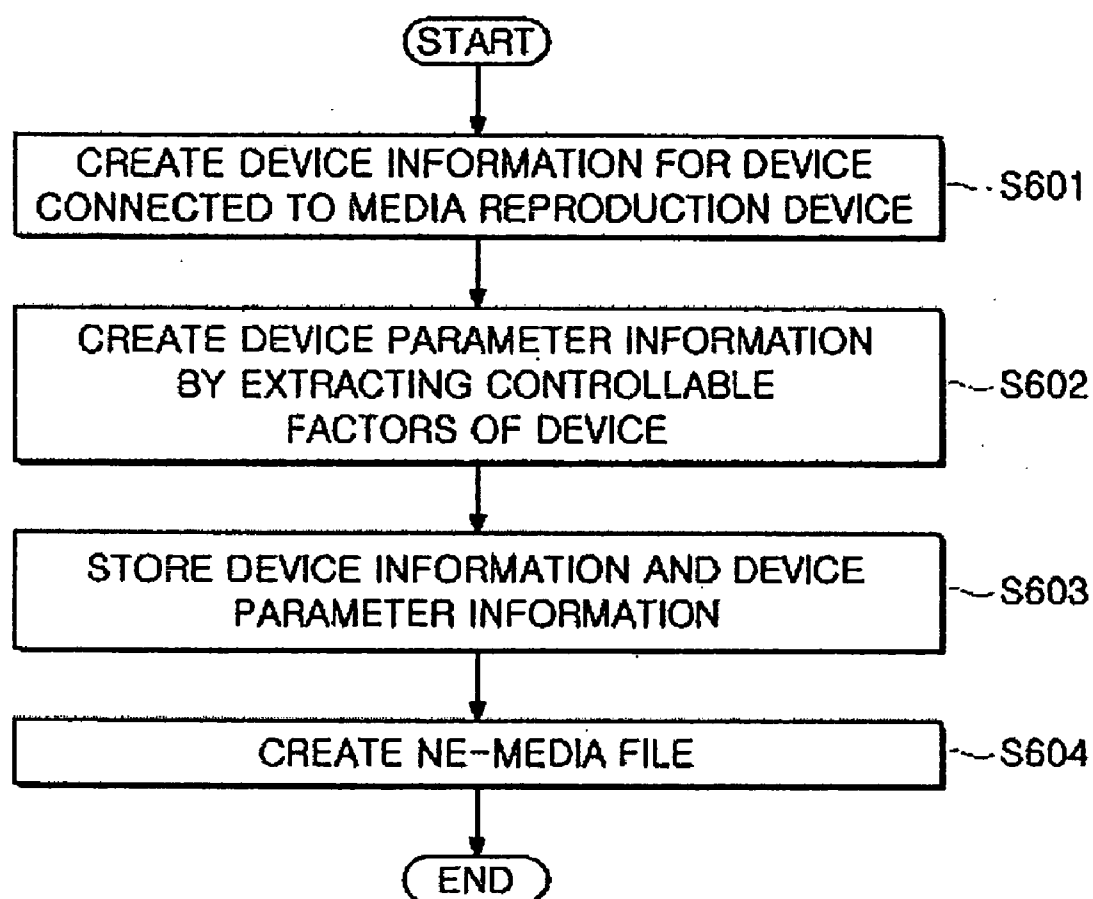 START
CREATE DEVICE INFORMATION FOR DEVICE
CONNECTED TO MEDIA REPRODUCTION DEVICE
S601
CREATE DEVICE PARAMETER INFORMATION
BY EXTRACTING CONTROLLABLE
FACTORS OF DEVICE
S602
STORE DEVICE INFORMATION AND DEVICE
PARAMETER INFORMATION
S603
CREATE NE-MEDIA FILE
S604
END